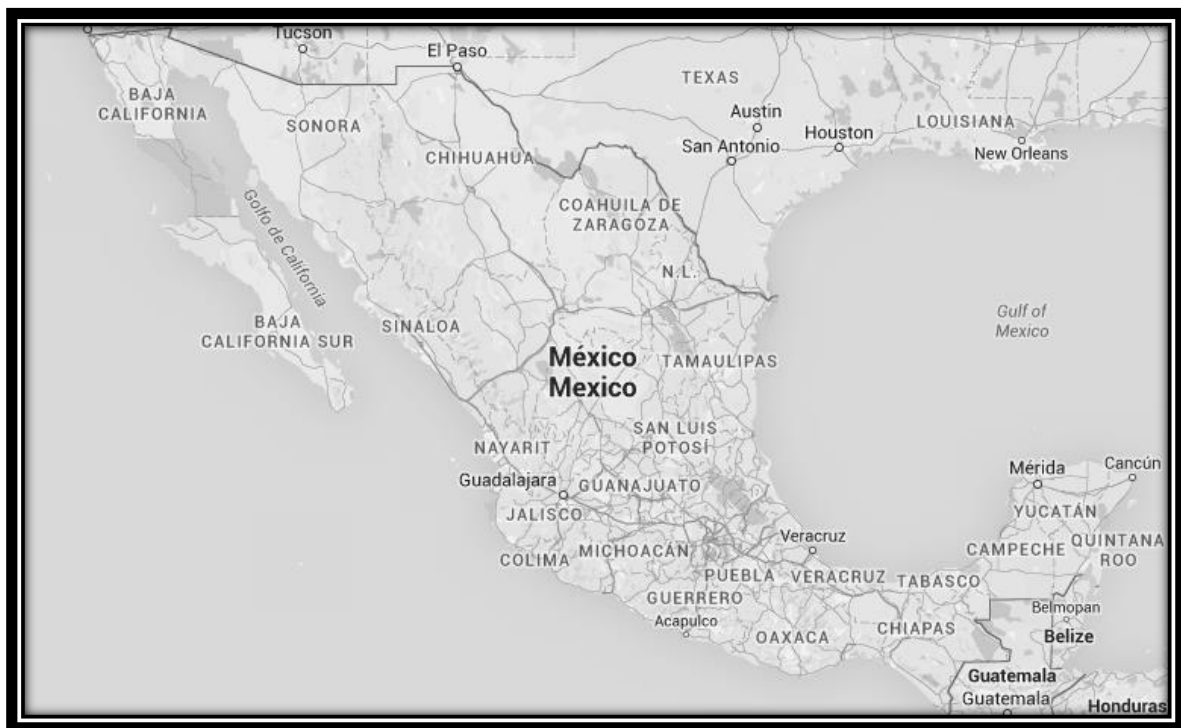 Tucson
El Paso
TEXAS
BAJA
CALIFORNIA
SONORA
Austin
Houston
LOUISIANA
San Antonio
New Orleans
CHIHUAHUA
COAHUILA DE
ZARAGOZA
Golfo de California
N.L.
Gulf of
Mexico
BAJA
CALIFORNIA SUR
SINALOA
México
Mexico
TAMAULIPAS
SAN LUIS
POTOSÍ
NAYARIT
Guadalajara
GUANAJUATO
Mérida
Cancún
JALISCO
YUCATÁN
Veracruz
CAMPECHE
QUINTANA
ROO
COLIMA
MICHOACÁN
PUEBLA
VERACRUZ
TABASCO
GUERRERO
Acapulco
Belmopan
OAXACA
CHIAPAS
Belize
Guatemala
Guatemala
Honduras